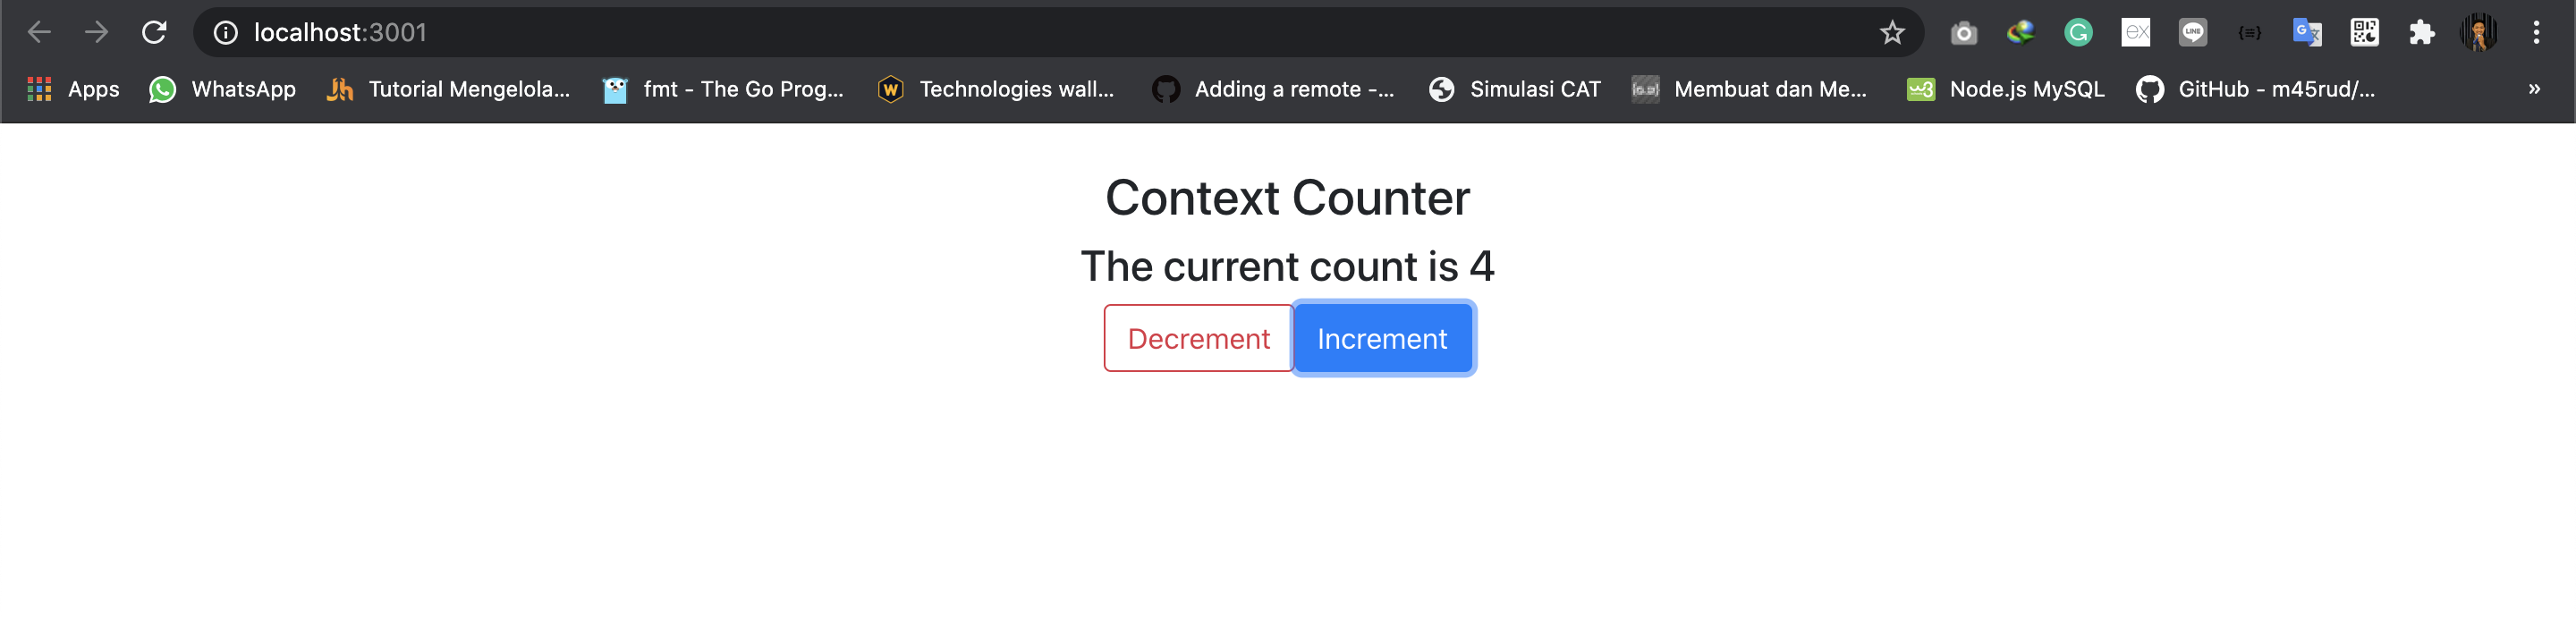 localhost:3001
Apps WhatsApp Tutorial Mengelola... fmt - The Go Prog... Technologies wall... Adding a remote -... Simulasi CAT Membuat dan Me... Node.js MySQL GitHub - m45rud/... »
Context Counter
The current count is 4
Decrement Increment